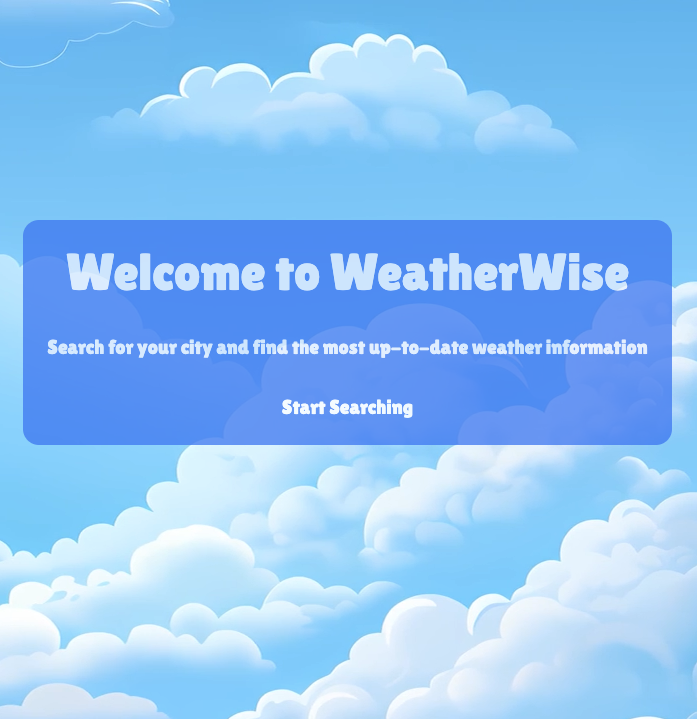 Welcome to WeatherWise
Search for your city and find the most up-to-date weather information
Start Searching